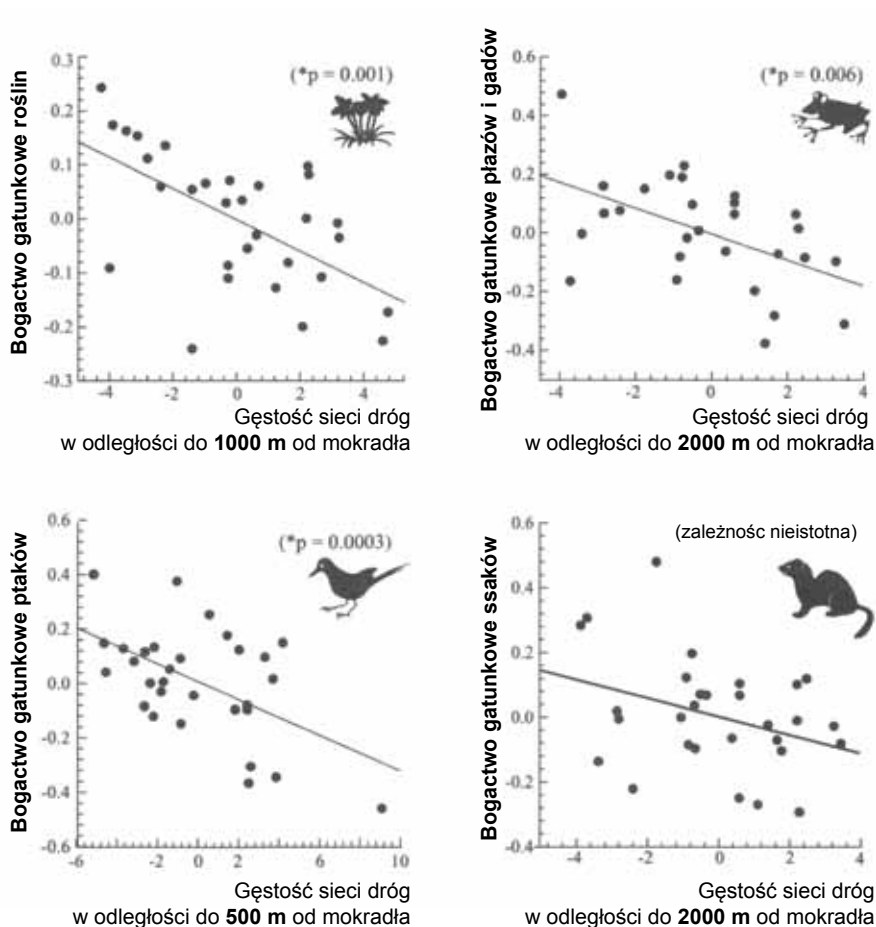 Bogactwo gatunkowe roślin
(*p = 0.001)
0.3
0.2
0.1
0.0
-0.1
-0.2
-0.3
-4
-2
0
2
4
Gęstość sieci dróg
w odległości do 1000 m od mokradła
Bogactwo gatunkowe płazów i gadów
(*p = 0.006)
0.6
0.4
0.2
0.0
-0.2
-0.4
-4
-2
0
2
4
Gęstość sieci dróg
w odległości do 2000 m od mokradła
Bogactwo gatunkowe ptaków
(*p = 0.0003)
0.6
0.4
0.2
0.0
-0.2
-0.4
-0.6
-6
-2
0
2
6
10
Gęstość sieci dróg
w odległości do 500 m od mokradła
Bogactwo gatunkowe ssaków
(zależnośc nieistotna)
0.6
0.4
0.2
0.0
-0.2
-0.4
-4
-2
0
2
4
Gęstość sieci dróg
w odległości do 2000 m od mokradła